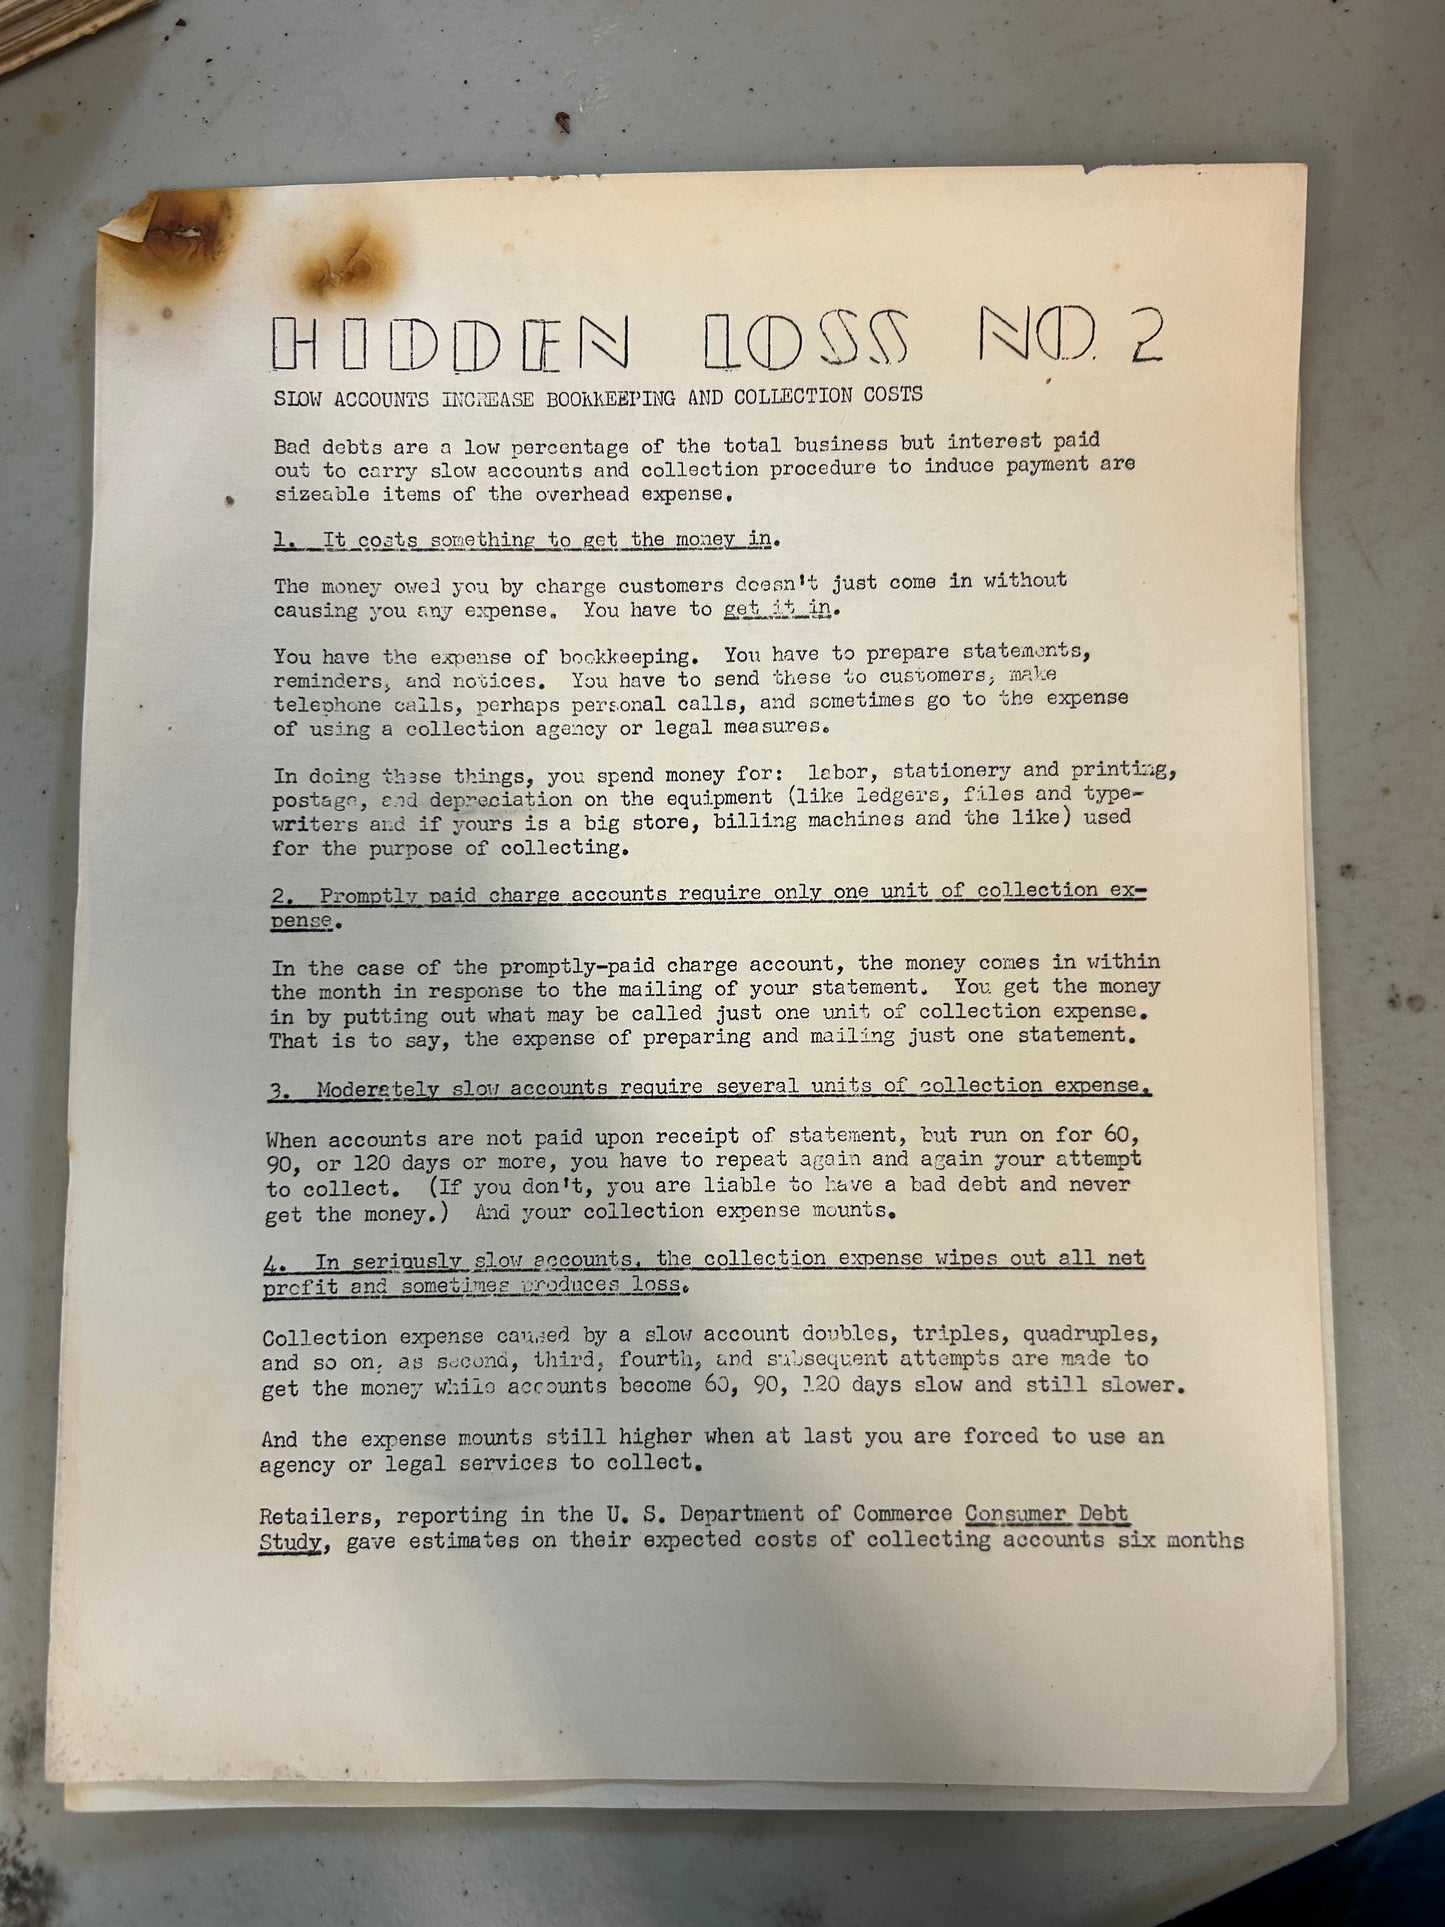 HIDDEN LOSS NO. 2
SLOW ACCOUNTS INCREASE BOOKKEEPING AND COLLECTION COSTS
Bad debts are a low percentage of the total business but interest paid
out to carry slow accounts and collection procedure to induce payment are
sizeable items of the overhead expense.
1. It costs something to get the money in.
The money owed you by charge customers doesn't just come in without
causing you any expense. You have to get it in.
You have the expense of bookkeeping. You have to prepare statements,
reminders, and notices. You have to send these to customers, make
telephone calls, perhaps personal calls, and sometimes go to the expense
of using a collection agency or legal measures.
In doing these things, you spend money for: labor, stationery and printing,
postage, and depreciation on the equipment (like ledgers, files and type-
writers and if yours is a big store, billing machines and the like) used
for the purpose of collecting.
2. Promptly paid charge accounts require only one unit of collection ex-
pense.
In the case of the promptly-paid charge account, the money comes in within
the month in response to the mailing of your statement. You get the money
in by putting out what may be called just one unit of collection expense.
That is to say, the expense of preparing and mailing just one statement.
3. Moderately slow accounts require several units of collection expense.
When accounts are not paid upon receipt of statement, but run on for 60,
90, or 120 days or more, you have to repeat again and again your attempt
to collect. (If you don't, you are liable to have a bad debt and never
get the money.) And your collection expense mounts.
4. In seriously slow accounts, the collection expense wipes out all net
profit and sometimes produces loss.
Collection expense caused by a slow account doubles, triples, quadruples,
and so on, as second, third, fourth, and subsequent attempts are made to
get the money while accounts become 60, 90, 120 days slow and still slower.
And the expense mounts still higher when at last you are forced to use an
agency or legal services to collect.
Retailers, reporting in the U. S. Department of Commerce Consumer Debt
Study, gave estimates on their expected costs of collecting accounts six months